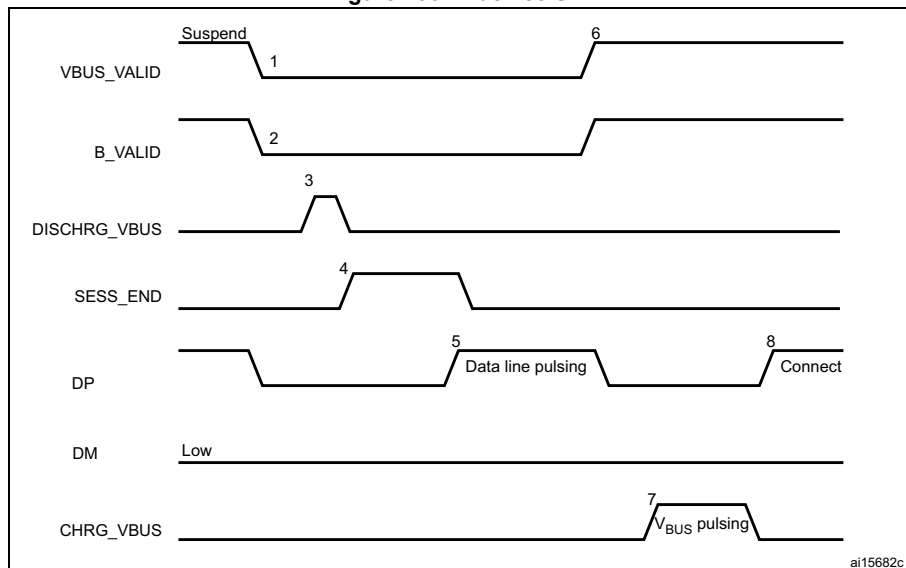 Suspend
6
VBUS_VALID
1
B_VALID
2
3
DISCHRG_VBUS
4
SESS_END
5
8
Data line pulsing
Connect
DP
DM
Low
7
CHRG_VBUS
VBUS pulsing
ai15682c